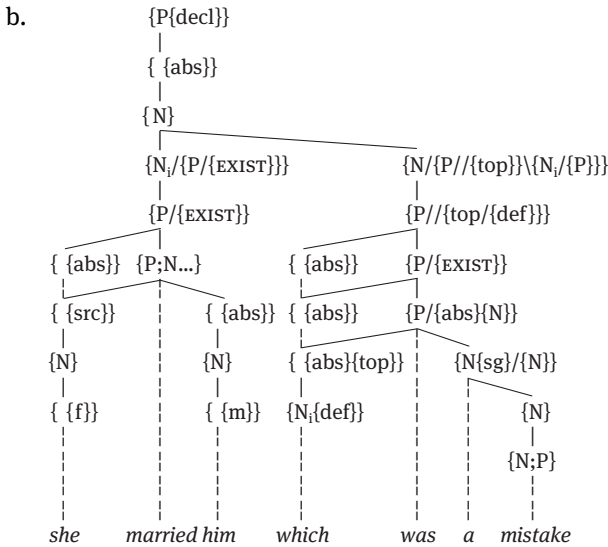 b. {P{decl}}
{ {abs}}
{N}
{Nᵢ/{P/{EXIST}}} {N/{P//{top}}\{Nᵢ/{P}}}
{P/{EXIST}} {P//{top/{def}}}
{ {abs}} {P;N...} { {abs}} {P/{EXIST}}
{ {src}} { {abs}} { {abs}} {P/{abs}{N}}
{N} {N} { {abs}{top}} {N{sg}/{N}}
{ {f}} { {m}} {Nᵢ{def}} {N}
{N;P}
she married him which was a mistake